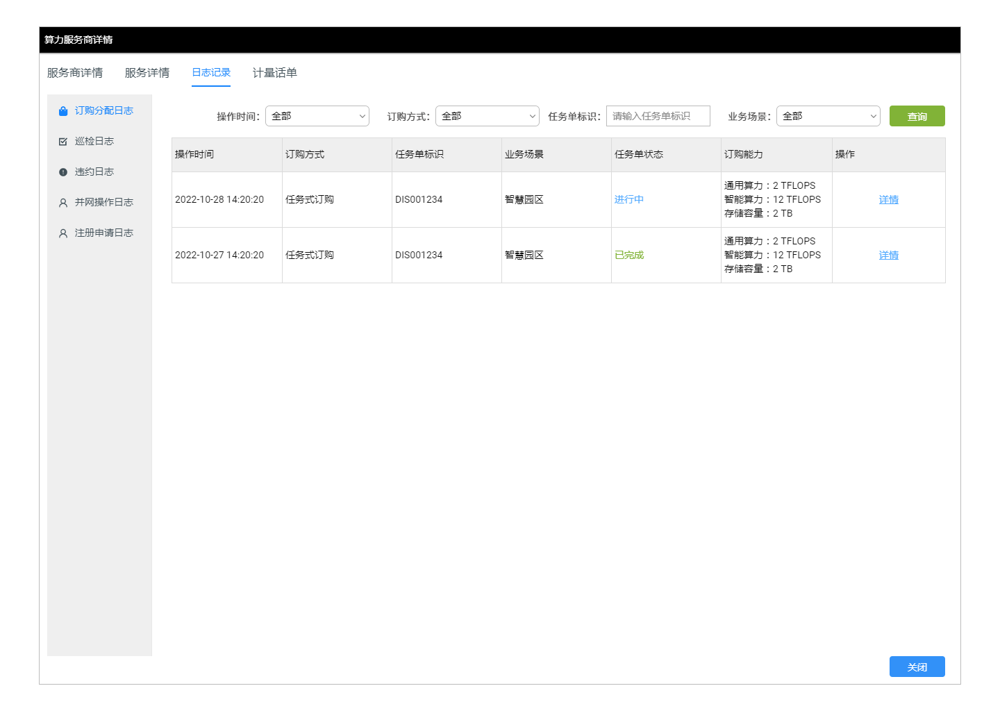 算力服务商详情
服务商详情 服务详情 日志记录 计量话单
订购分配日志
巡检日志
违约日志
并网操作日志
注册申请日志
操作时间: 全部 订购方式: 全部 任务单标识: 请输入任务单标识 业务场景: 全部 查询
操作时间 订购方式 任务单标识 业务场景 任务单状态 订购能力 操作
2022-10-28 14:20:20 任务式订购 DIS001234 智慧园区 进行中 通用算力：2 TFLOPS
智能算力：12 TFLOPS
存储容量：2 TB
详情
2022-10-27 14:20:20 任务式订购 DIS001234 智慧园区 已完成 通用算力：2 TFLOPS
智能算力：12 TFLOPS
存储容量：2 TB
详情
关闭